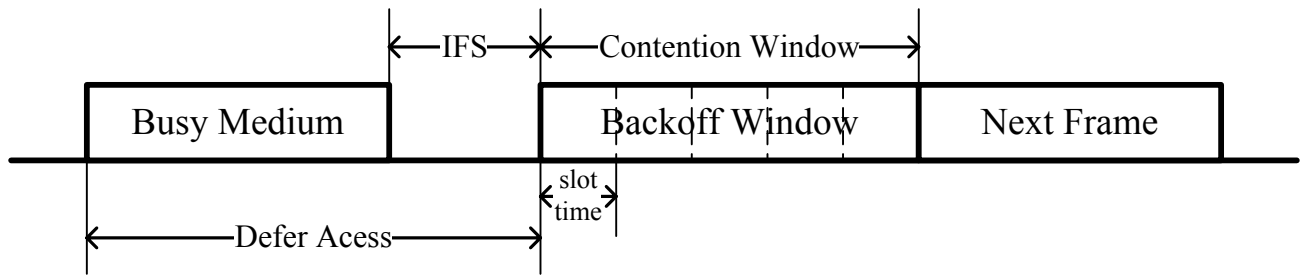 IFS
Contention Window
Busy Medium
Backoff Window
Next Frame
slot
time
Defer Acess